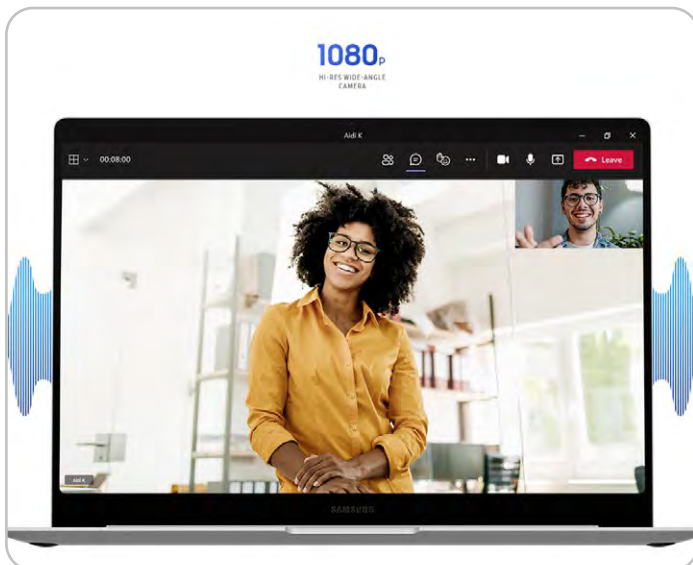 1080P
HI-RES WIDE-ANGLE
CAMERA
Aidi K
00:08:00
Leave
Aidi K
SAMSUNG